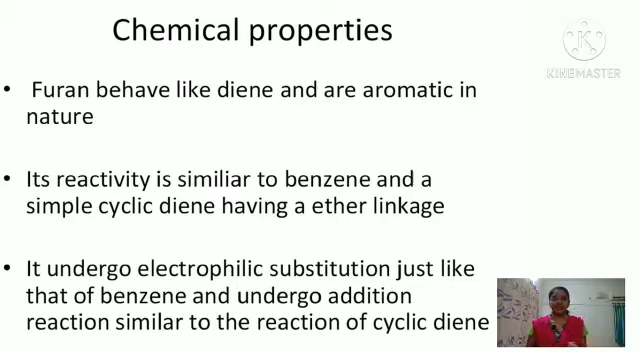 Chemical properties
K
KINEMASTER
• Furan behave like diene and are aromatic in
nature
• Its reactivity is similiar to benzene and a
simple cyclic diene having a ether linkage
• It undergo electrophilic substitution just like
that of benzene and undergo addition
reaction similar to the reaction of cyclic diene